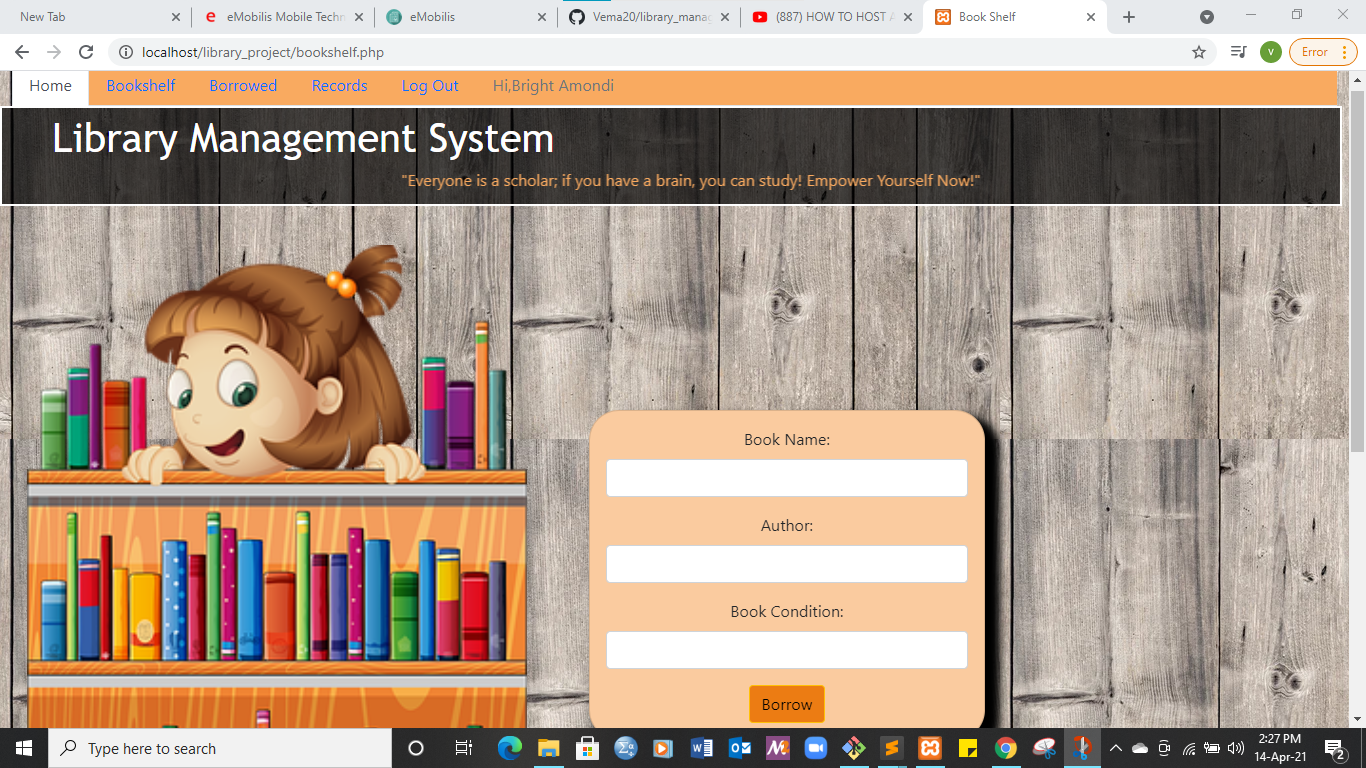 New Tab
eMobilis Mobile Techn
eMobilis
Vema20/library_manag
(887) HOW TO HOST A
Book Shelf
localhost/library_project/bookshelf.php
V
Error
Home
Bookshelf
Borrowed
Records
Log Out
Hi,Bright Amondi
Library Management System
"Everyone is a scholar; if you have a brain, you can study! Empower Yourself Now!"
Book Name:
Author:
Book Condition:
Borrow
Type here to search
2:27 PM
14-Apr-21
2